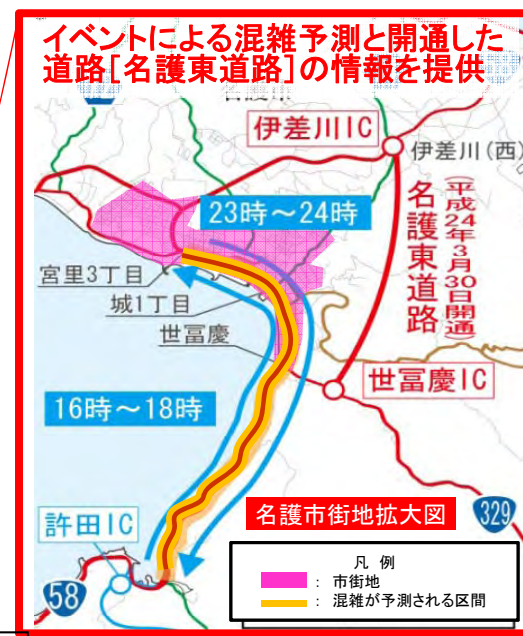 イベントによる混雑予測と開通した
道路[名護東道路]の情報を提供
伊差川IC
伊差川(西)
23時～24時
名護東道路
(平成24年3月30日開通)
宮里3丁目
城1丁目
世冨慶
世冨慶IC
16時～18時
許田IC
名護市街地拡大図
329
58
凡 例
： 市街地
： 混雑が予測される区間